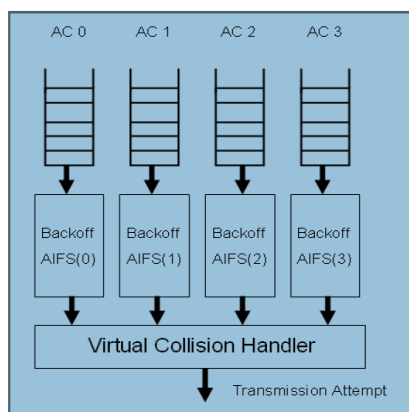 AC 0 AC 1 AC 2 AC 3
Backoff Backoff Backoff Backoff
AIFS(0) AIFS(1) AIFS(2) AIFS(3)
Virtual Collision Handler
Transmission Attempt